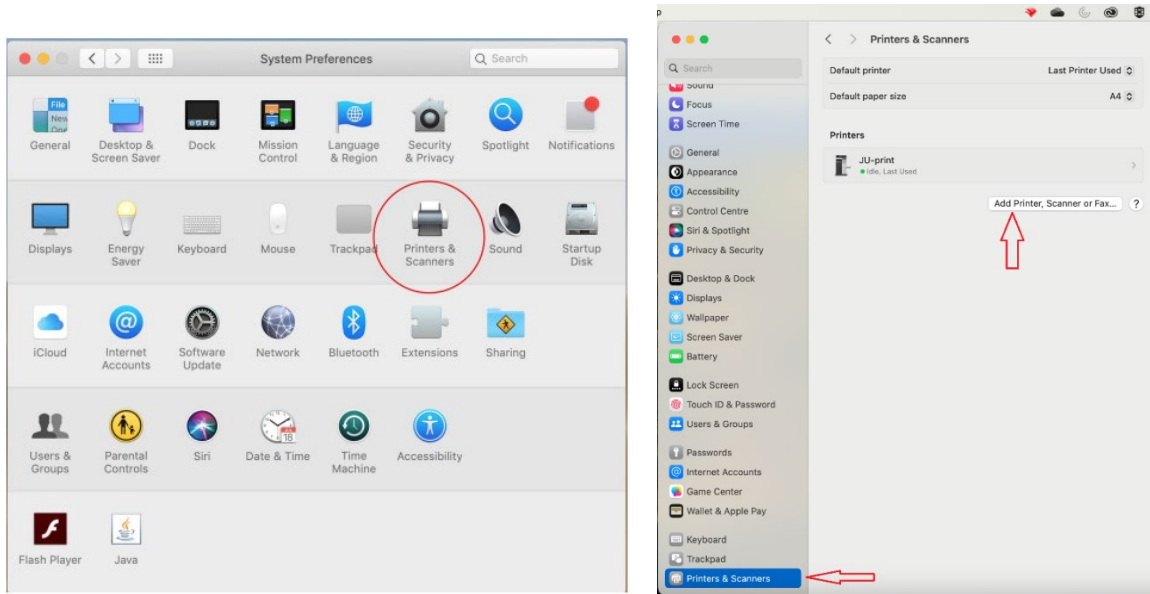 System Preferences
Search
File
New
One
General
Desktop &
Screen Saver
Dock
Mission
Control
Language
& Region
Security
& Privacy
Spotlight
Notifications
Displays
Energy
Saver
Keyboard
Mouse
Trackpad
Printers &
Scanners
Sound
Startup
Disk
iCloud
Internet
Accounts
Software
Update
Network
Bluetooth
Extensions
Sharing
Users &
Groups
Parental
Controls
Siri
18
Date & Time
Time
Machine
Accessibility
Flash Player
Java
p
Search
Sound
Focus
Screen Time
General
Appearance
Accessibility
Control Centre
Siri & Spotlight
Privacy & Security
Desktop & Dock
Displays
Wallpaper
Screen Saver
Battery
Lock Screen
Touch ID & Password
Users & Groups
Passwords
Internet Accounts
Game Center
Wallet & Apple Pay
Keyboard
Trackpad
Printers & Scanners
Printers & Scanners
Default printer Last Printer Used
Default paper size A4
Printers
JU-print
Idle, Last Used
Add Printer, Scanner or Fax... ?